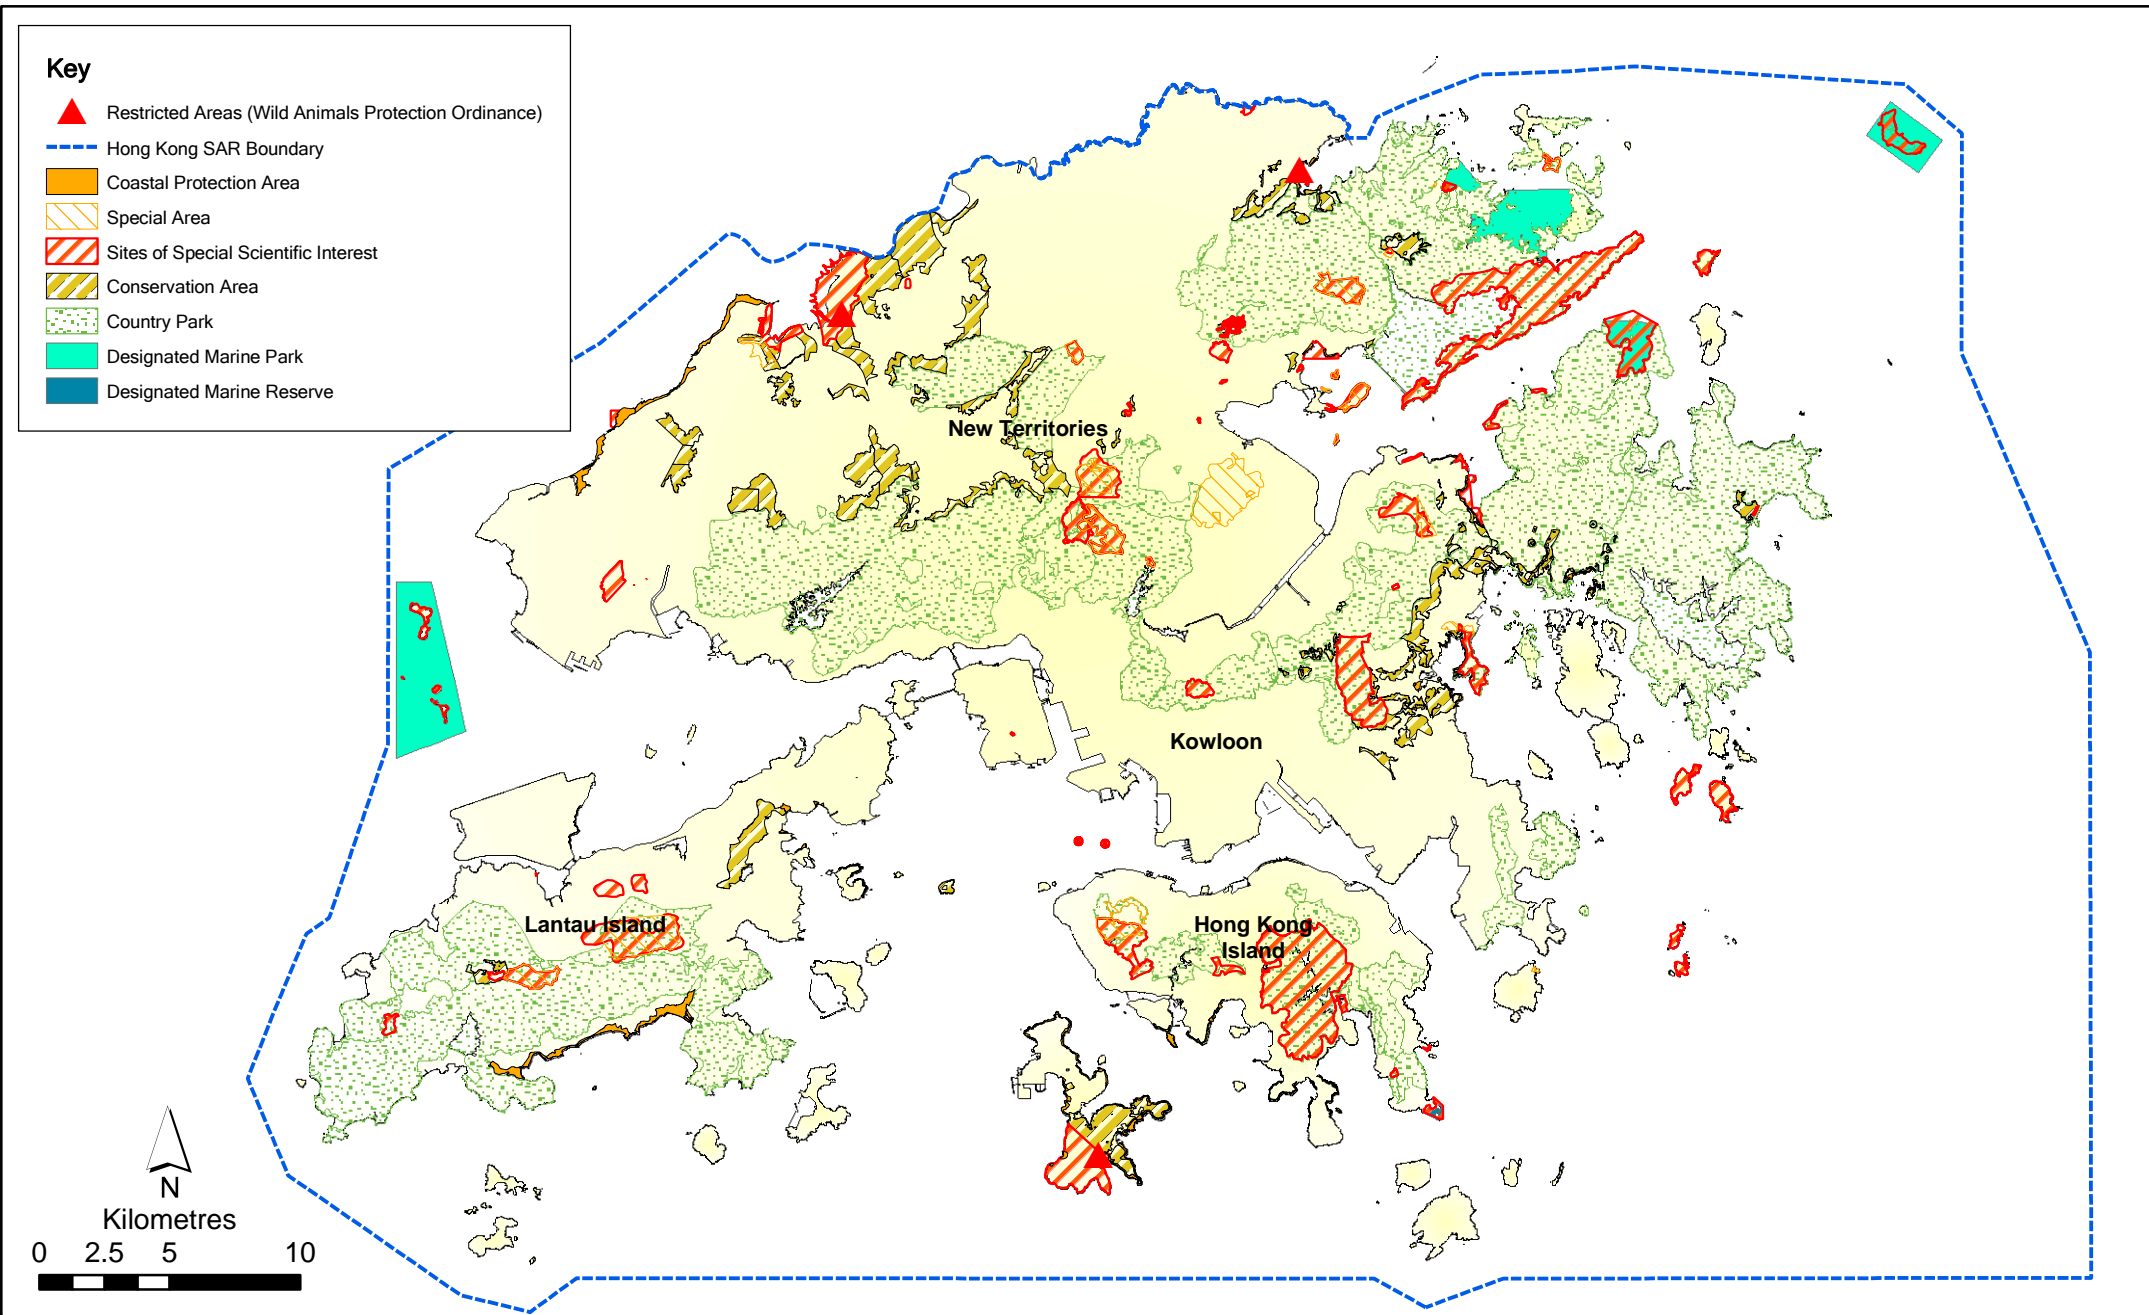 Key
Restricted Areas (Wild Animals Protection Ordinance)
Hong Kong SAR Boundary
Coastal Protection Area
Special Area
Sites of Special Scientific Interest
Conservation Area
Country Park
Designated Marine Park
Designated Marine Reserve
New Territories
Kowloon
Lantau Island
Hong Kong
Island
N
Kilometres
0 2.5 5 10